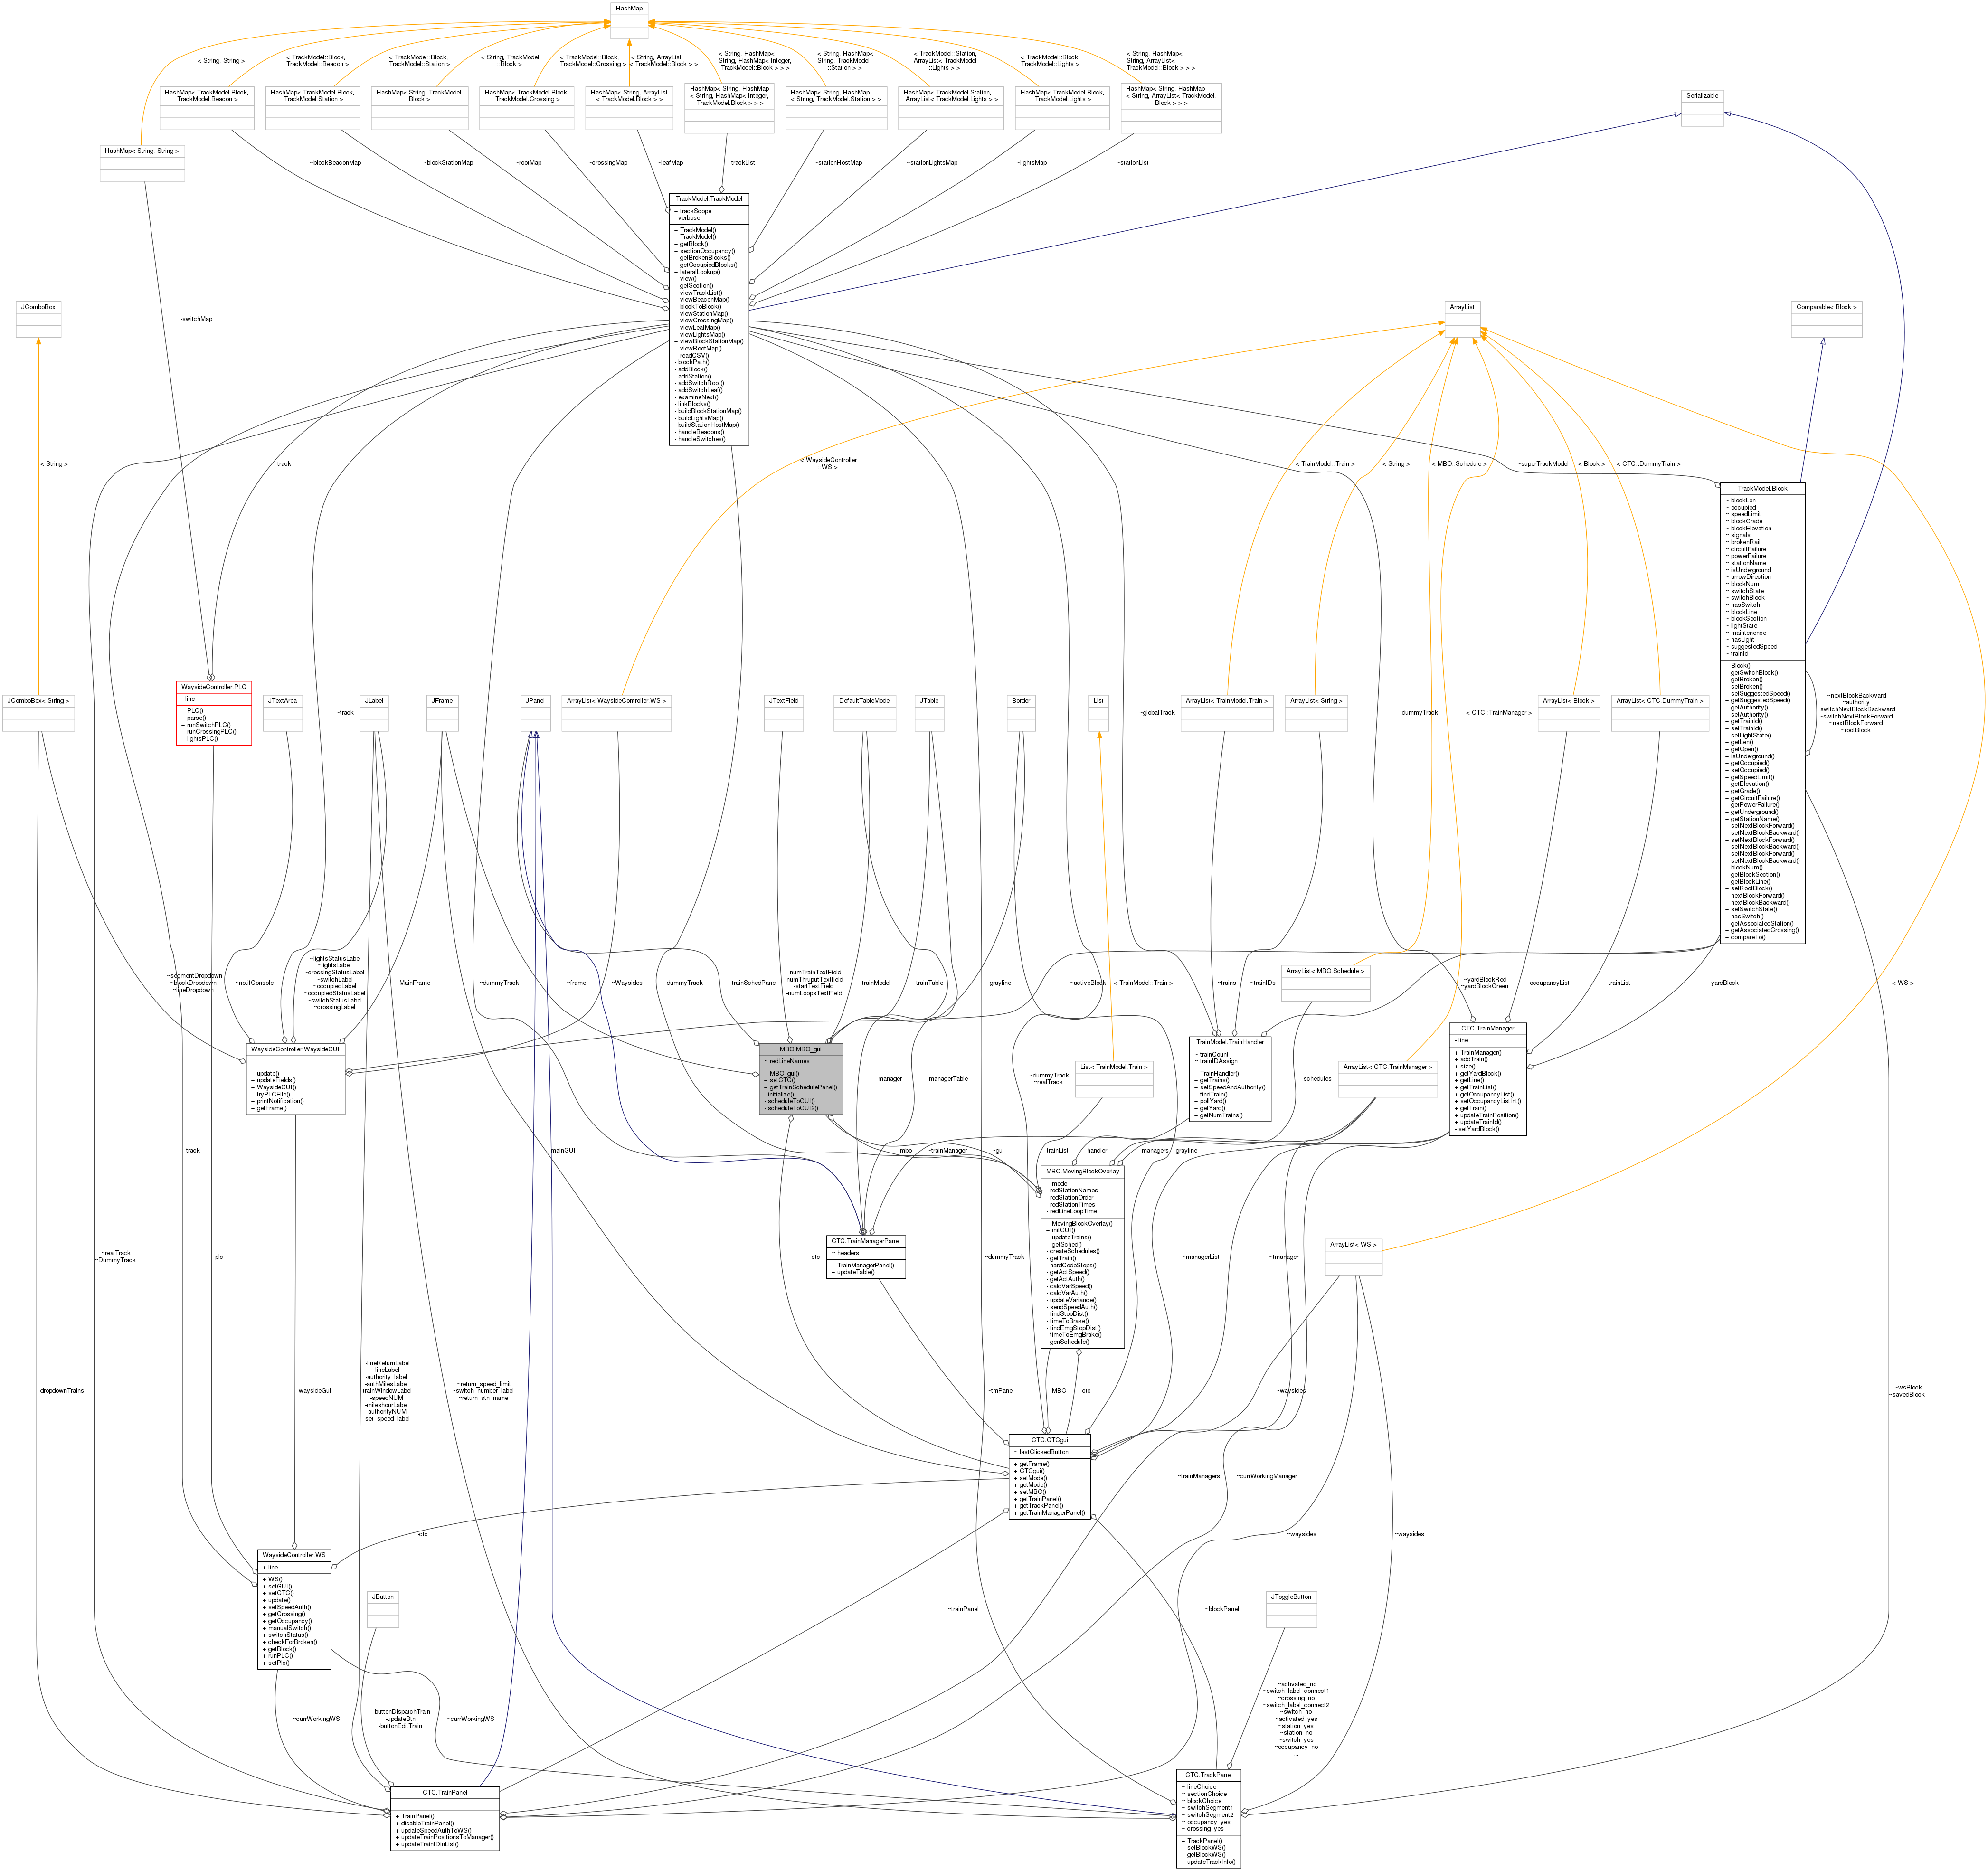 HashMap
< String, String >
< TrackModel::Block,
TrackModel::Beacon >
< TrackModel::Block,
TrackModel::Station >
< String, TrackModel
::Block >
< TrackModel::Block,
TrackModel::Crossing >
< String, ArrayList
< TrackModel::Block > >
< String, HashMap<
String, HashMap< Integer,
TrackModel::Block > > >
< String, HashMap<
String, TrackModel
::Station > >
< TrackModel::Station,
ArrayList< TrackModel
::Lights > >
< TrackModel::Block,
TrackModel::Lights >
< String, HashMap<
String, ArrayList<
TrackModel::Block > > >
HashMap< TrackModel.Block,
TrackModel.Beacon >
HashMap< TrackModel.Block,
TrackModel.Station >
HashMap< String, TrackModel.
Block >
HashMap< TrackModel.Block,
TrackModel.Crossing >
HashMap< String, ArrayList
< TrackModel.Block > >
HashMap< String, HashMap
< String, HashMap< Integer,
TrackModel.Block > > >
HashMap< String, HashMap
< String, TrackModel.Station > >
HashMap< TrackModel.Station,
ArrayList< TrackModel.Lights > >
HashMap< TrackModel.Block,
TrackModel.Lights >
HashMap< String, HashMap
< String, ArrayList< TrackModel.
Block > > >
Serializable
HashMap< String, String >
~blockBeaconMap
~blockStationMap
~rootMap
~crossingMap
~leafMap
+trackList
~stationHostMap
~stationLightsMap
~lightsMap
~stationList
TrackModel.TrackModel
+ trackScope
- verbose
+ TrackModel()
+ TrackModel()
+ getBlock()
+ sectionOccupancy()
+ getBrokenBlocks()
+ getOccupiedBlocks()
+ lateralLookup()
+ view()
+ getSection()
+ viewTrackList()
+ viewBeaconMap()
+ blockToBlock()
+ viewStationMap()
+ viewCrossingMap()
+ viewLeafMap()
+ viewLightsMap()
+ viewBlockStationMap()
+ viewRootMap()
+ readCSV()
- blockPath()
- addBlock()
- addStation()
- addSwitchRoot()
- addSwitchLeaf()
- examineNext()
- linkBlocks()
- buildBlockStationMap()
- buildLightsMap()
- buildStationHostMap()
- handleBeacons()
- handleSwitches()
JComboBox
-switchMap
ArrayList
Comparable< Block >
< String >
-track
< WaysideController
::WS >
< TrainModel::Train >
< String >
< MBO::Schedule >
~superTrackModel
< Block >
< CTC::DummyTrain >
TrackModel.Block
~ blockLen
~ occupied
~ speedLimit
~ blockGrade
~ blockElevation
~ signals
~ brokenRail
~ circuitFailure
~ powerFailure
~ stationName
~ isUnderground
~ arrowDirection
~ blockNum
~ switchState
~ switchBlock
~ hasSwitch
~ blockLine
~ blockSection
~ lightState
~ maintenence
~ hasLight
~ suggestedSpeed
~ trainId
+ Block()
+ getSwitchBlock()
+ getBroken()
+ setBroken()
+ setSuggestedSpeed()
+ getSuggestedSpeed()
+ getAuthority()
+ setAuthority()
+ getTrainId()
+ setTrainId()
+ setLightState()
+ getLen()
+ getOpen()
+ isUnderground()
+ getOccupied()
+ setOccupied()
+ getSpeedLimit()
+ getElevation()
+ getGrade()
+ getCircuitFailure()
+ getPowerFailure()
+ getUnderground()
+ getStationName()
+ setNextBlockForward()
+ setNextBlockBackward()
+ setNextBlockForward()
+ setNextBlockBackward()
+ setNextBlockForward()
+ setNextBlockBackward()
+ blockNum()
+ getBlockSection()
+ getBlockLine()
+ setRootBlock()
+ nextBlockForward()
+ nextBlockBackward()
+ setSwitchState()
+ hasSwitch()
+ getAssociatedStation()
+ getAssociatedCrossing()
+ compareTo()
~nextBlockBackward
~authority
~switchNextBlockBackward
~switchNextBlockForward
~nextBlockForward
~rootBlock
JComboBox< String >
WaysideController.PLC
- line
+ PLC()
+ parse()
+ runSwitchPLC()
+ runCrossingPLC()
+ lightsPLC()
JTextArea
~track
JLabel
JFrame
JPanel
ArrayList< WaysideController.WS >
JTextField
DefaultTableModel
JTable
Border
List
~globalTrack
ArrayList< TrainModel.Train >
ArrayList< String >
-dummyTrack
< CTC::TrainManager >
ArrayList< Block >
ArrayList< CTC.DummyTrain >
~segmentDropdown
~blockDropdown
~lineDropdown
~notifConsole
~lightsStatusLabel
~lightsLabel
~crossingStatusLabel
~switchLabel
~occupiedLabel
~occupiedStatusLabel
~switchStatusLabel
~crossingLabel
-MainFrame
~dummyTrack
~frame
~Waysides
-dummyTrack
-trainSchedPanel
-numTrainTextField
-numThruputTextfield
-startTextField
-numLoopsTextField
-trainModel
-trainTable
-grayline
~activeBlock
< TrainModel::Train >
~trains
~trainIDs
ArrayList< MBO.Schedule >
~yardBlockRed
~yardBlockGreen
-occupancyList
-trainList
-yardBlock
< WS >
WaysideController.WaysideGUI
+ update()
+ updateFields()
+ WaysideGUI()
+ tryPLCFile()
+ printNotification()
+ getFrame()
MBO.MBO_gui
~ redLineNames
+ MBO_gui()
+ setCTC()
+ getTrainSchedulePanel()
- initialize()
- scheduleToGUI()
- scheduleToGUI2()
-manager
-managerTable
~dummyTrack
~realTrack
List< TrainModel.Train >
TrainModel.TrainHandler
~ trainCount
~ trainIDAssign
+ TrainHandler()
+ getTrains()
+ setSpeedAndAuthority()
+ findTrain()
+ pollYard()
+ getYard()
+ getNumTrains()
-schedules
ArrayList< CTC.TrainManager >
CTC.TrainManager
- line
+ TrainManager()
+ addTrain()
+ size()
+ getYardBlock()
+ getLine()
+ getTrainList()
+ getOccupancyList()
+ setOccupancyListInt()
+ getTrain()
+ updateTrainPosition()
+ updateTrainId()
- setYardBlock()
-track
-mainGUI
-mbo
~trainManager
~gui
-trainList
-handler
-managers
-grayline
MBO.MovingBlockOverlay
+ mode
- redStationNames
- redStationOrder
- redStationTimes
- redLineLoopTime
+ MovingBlockOverlay()
+ initGUI()
+ updateTrains()
+ getSched()
- createSchedules()
- getTrain()
- hardCodeStops()
- getActSpeed()
- getActAuth()
- calcVarSpeed()
- calcVarAuth()
- updateVariance()
- sendSpeedAuth()
- findStopDist()
- timeToBrake()
- findEmgStopDist()
- timeToEmgBrake()
- genSchedule()
~realTrack
~DummyTrack
-plc
-ctc
CTC.TrainManagerPanel
~ headers
+ TrainManagerPanel()
+ updateTable()
~dummyTrack
~managerList
~tmanager
ArrayList< WS >
-dropdownTrains
-waysideGui
-lineReturnLabel
-lineLabel
-authority_label
-authMilesLabel
-trainWindowLabel
-speedNUM
-mileshourLabel
-authorityNUM
-set_speed_label
~return_speed_limit
~switch_number_label
~return_stn_name
~tmPanel
-MBO
-ctc
~waysides
~wsBlock
~savedBlock
CTC.CTCgui
~ lastClickedButton
+ getFrame()
+ CTCgui()
+ setMode()
+ getMode()
+ setMBO()
+ getTrainPanel()
+ getTrackPanel()
+ getTrainManagerPanel()
~trainManagers
~currWorkingManager
-ctc
~waysides
~waysides
WaysideController.WS
+ line
+ WS()
+ setGUI()
+ setCTC()
+ update()
+ setSpeedAuth()
+ getCrossing()
+ getOccupancy()
+ manualSwitch()
+ switchStatus()
+ checkForBroken()
+ getBlock()
+ runPLC()
+ setPlc()
JButton
~trainPanel
~blockPanel
JToggleButton
~currWorkingWS
-buttonDispatchTrain
-updateBtn
-buttonEditTrain
~currWorkingWS
~activated_no
~switch_label_connect1
~crossing_no
~switch_label_connect2
~switch_no
~activated_yes
~station_yes
~station_no
~switch_yes
~occupancy_no
...
CTC.TrainPanel
+ TrainPanel()
+ disableTrainPanel()
+ updateSpeedAuthToWS()
+ updateTrainPositionsToManager()
+ updateTrainIDinList()
CTC.TrackPanel
~ lineChoice
~ sectionChoice
~ blockChoice
~ switchSegment1
~ switchSegment2
~ occupancy_yes
~ crossing_yes
+ TrackPanel()
+ setBlockWS()
+ getBlockWS()
+ updateTrackInfo()